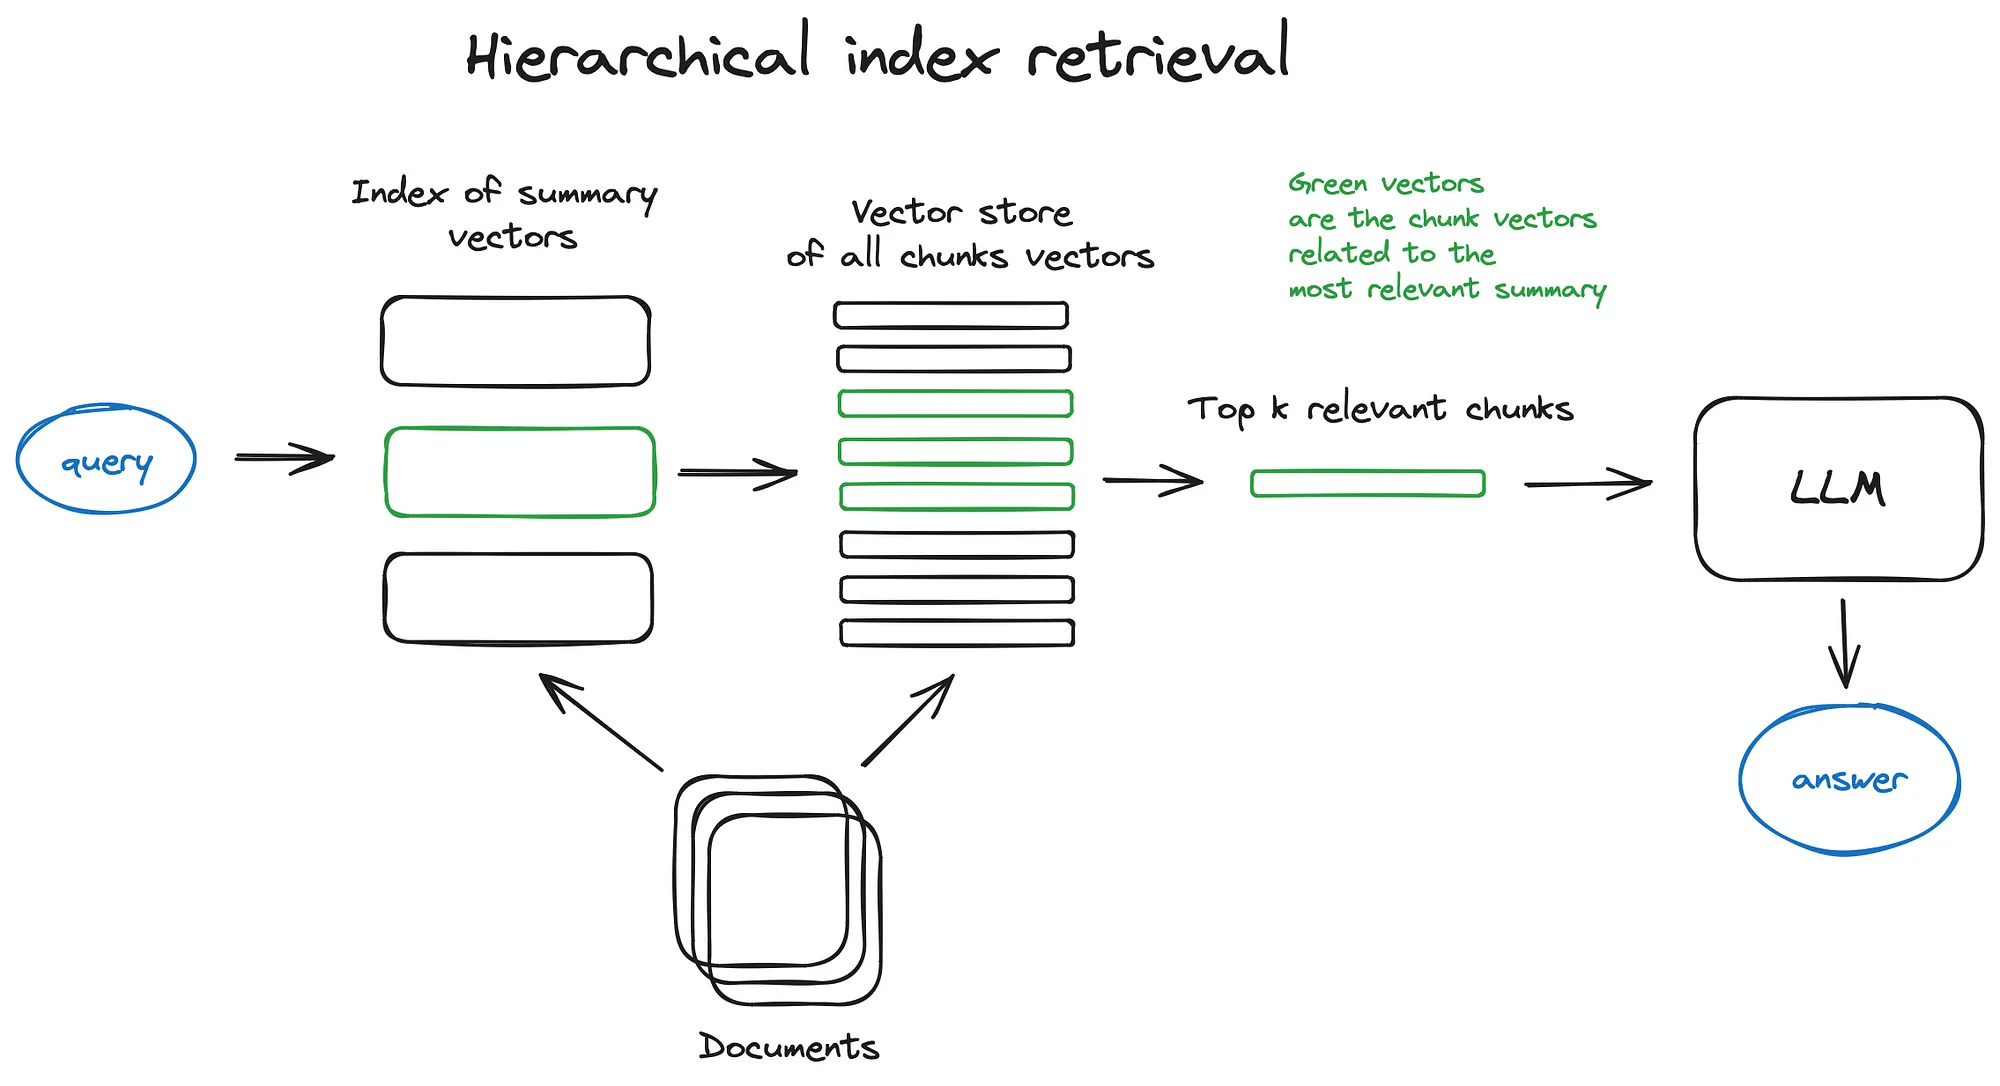 Hierarchical index retrieval
Index of summary
vectors
Vector store
of all chunks vectors
Green vectors
are the chunk vectors
related to the
most relevant summary
query
Top k relevant chunks
LLM
answer
Documents